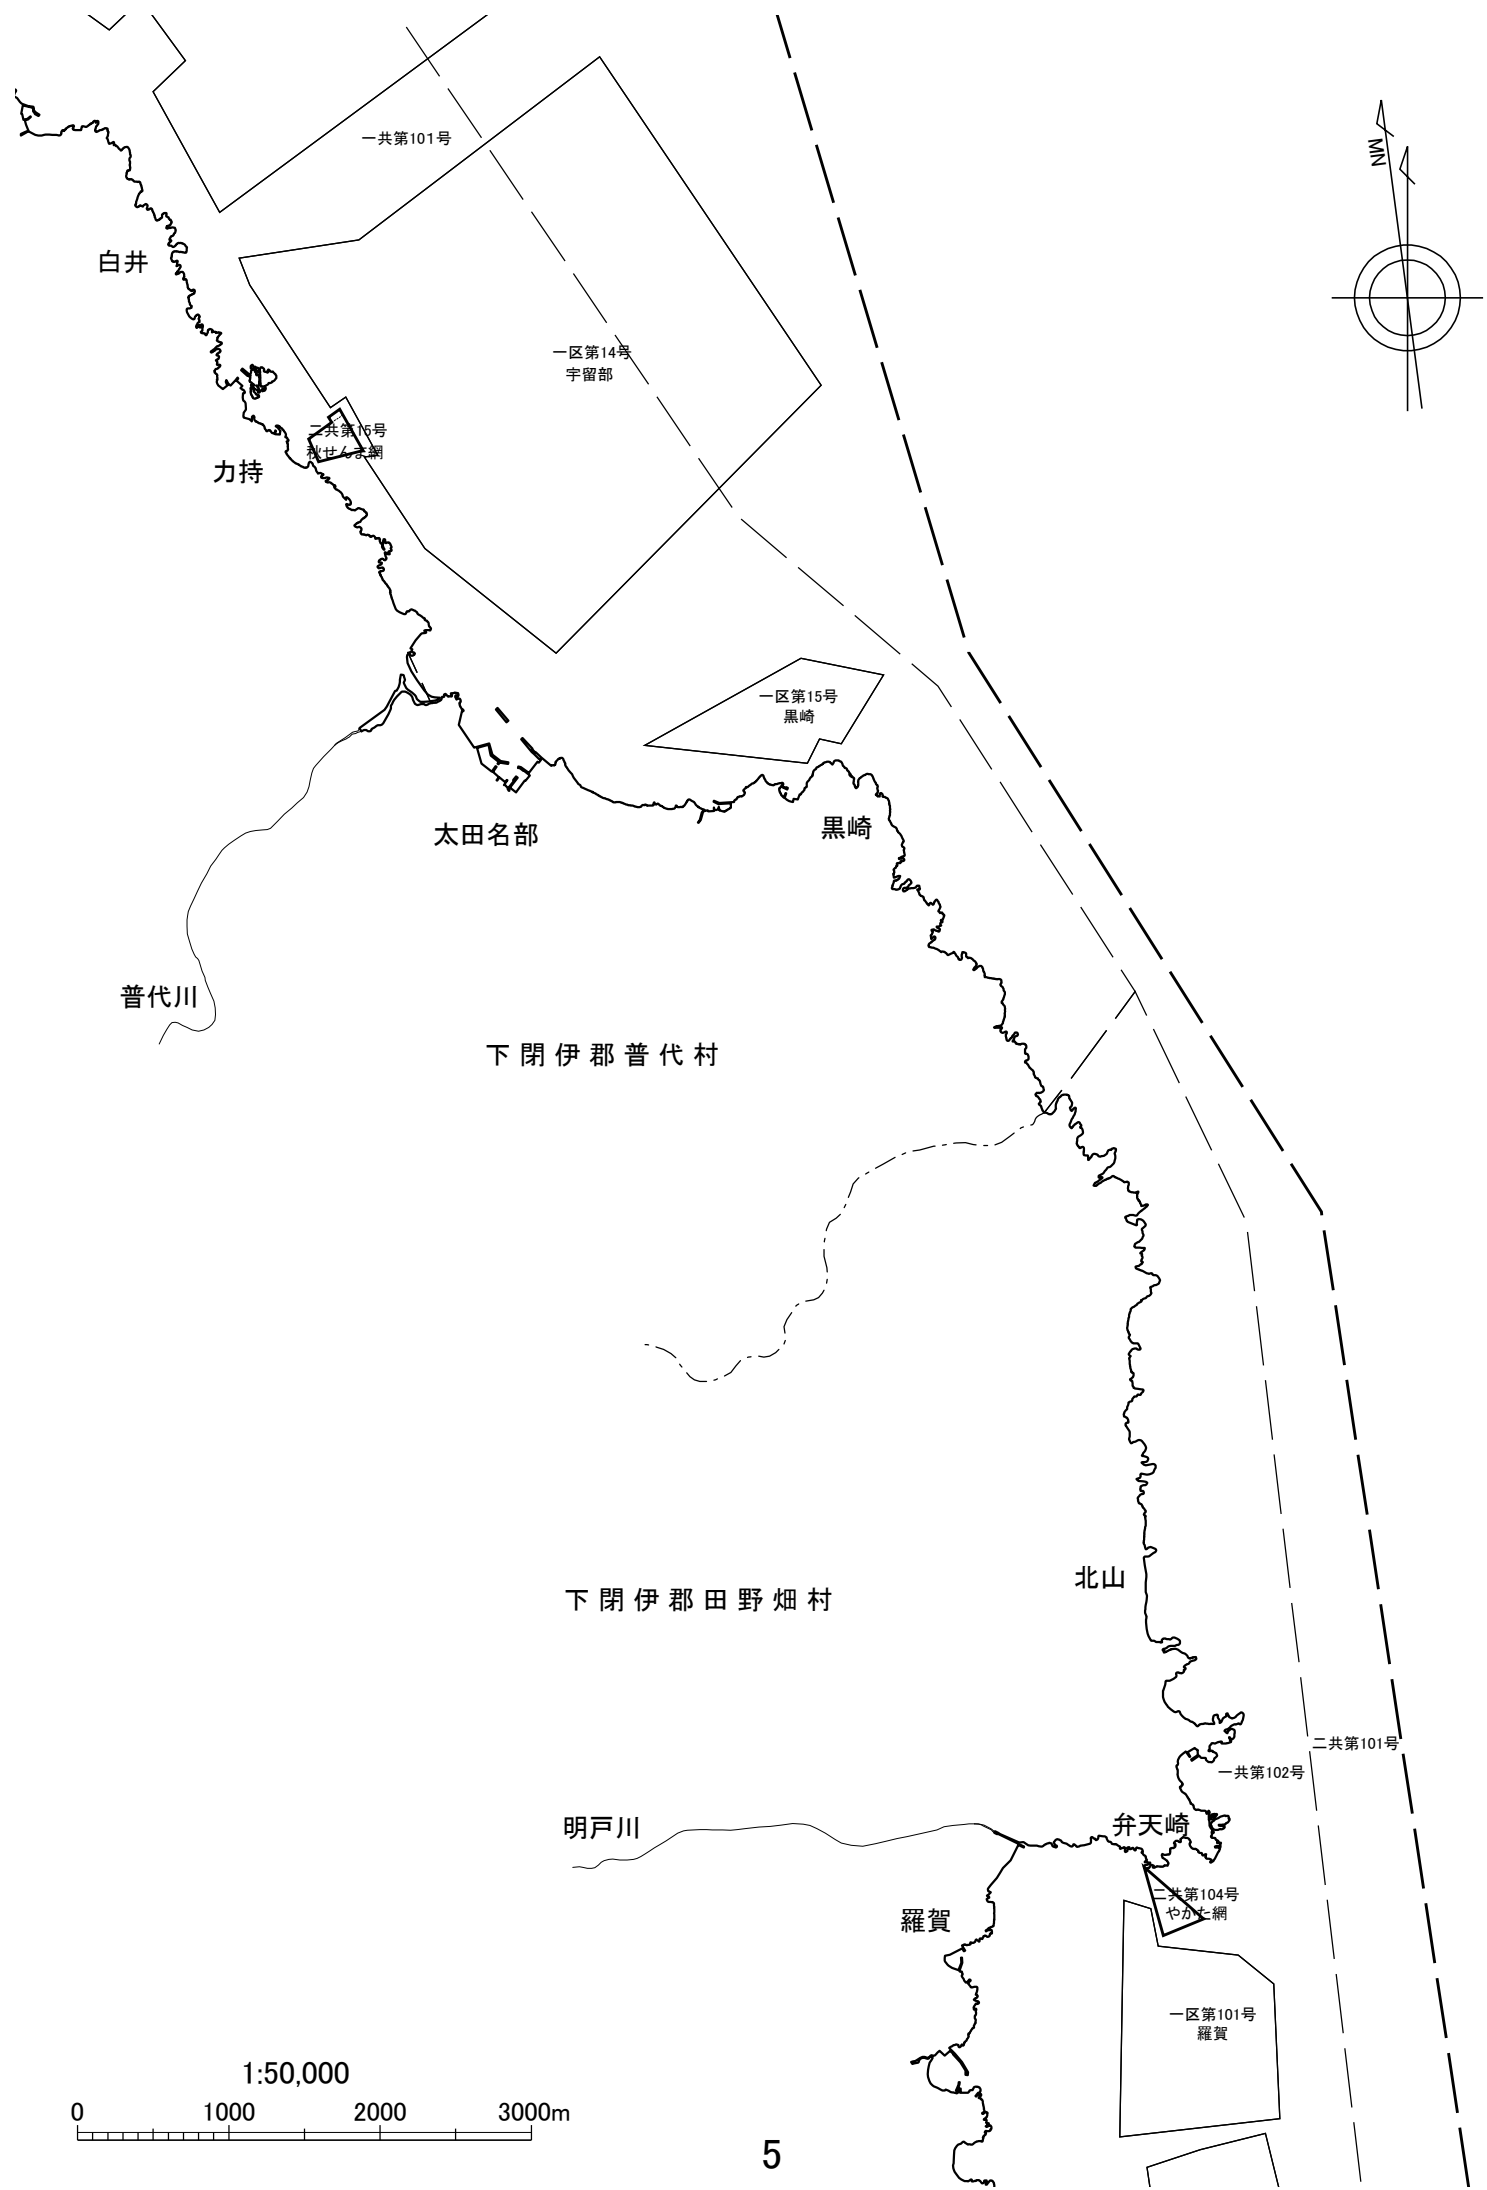 一共第101号
MN
白井
一区第14号
宇留部
二共第15号
秋せんま網
力持
一区第15号
黒崎
太田名部
黒崎
普代川
下閉伊郡普代村
北山
下閉伊郡田野畑村
二共第101号
一共第102号
明戸川
弁天崎
二共第104号
やかた網
羅賀
一区第101号
羅賀
1:50,000
0 1000 2000 3000m
5